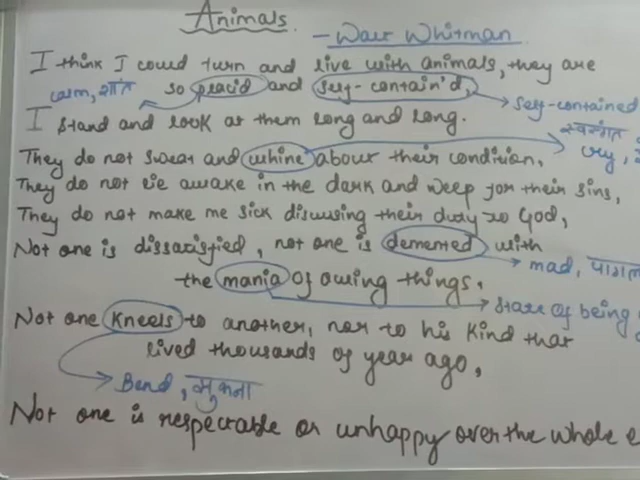 Animals.
- Walt Whitman
I think I could turn and live with animals, they are
so placid and self-contain'd,
calm, शांत
self-contained
I stand and look at them long and long.
स्वसंगत
They do not sweat and whine about their condition,
cry,
They do not lie awake in the dark and weep for their sins,
They do not make me sick discussing their duty to God,
Not one is dissatisfied, not one is demented with
mad, पागल
the mania of owing things,
state of being
Not one kneels to another, nor to his kind that
lived thousands of year ago,
Bend, झुकना
Not one is respectable or unhappy over the whole e